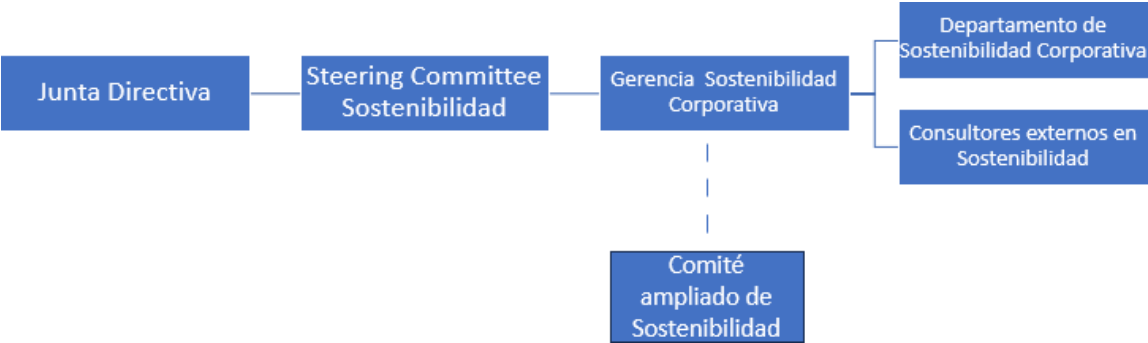 Junta Directiva
Steering Committee
Sostenibilidad
Gerencia Sostenibilidad
Corporativa
Departamento de
Sostenibilidad Corporativa
Consultores externos en
Sostenibilidad
Comité
ampliado de
Sostenibilidad